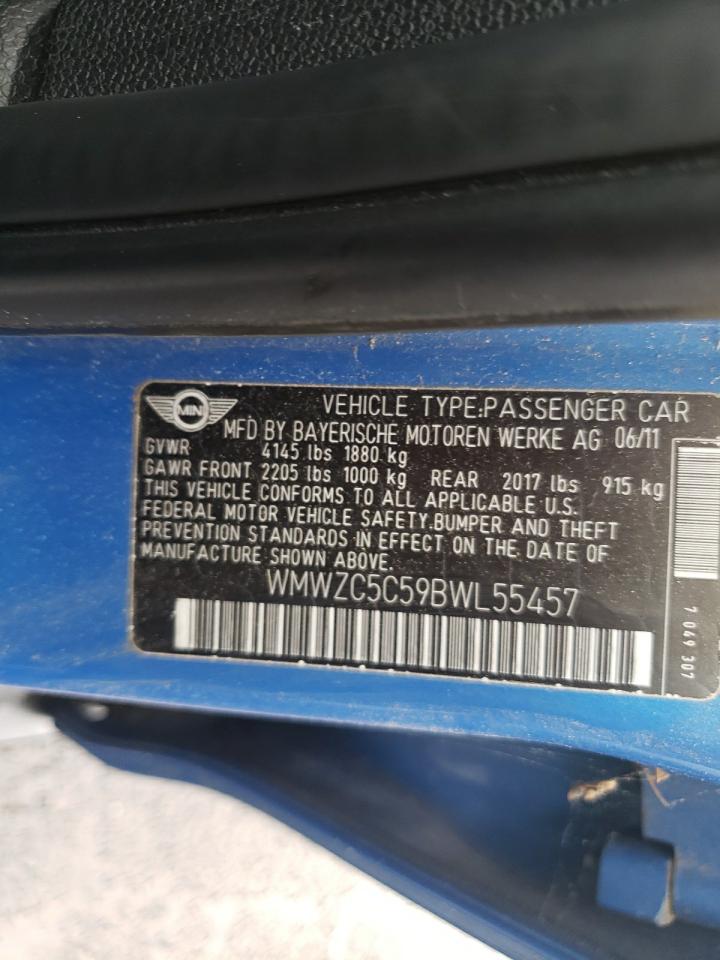 MINI
VEHICLE TYPE:PASSENGER CAR
MFD BY BAYERISCHE MOTOREN WERKE AG 06/11
GVWR 4145 lbs 1880 kg
GAWR FRONT 2205 lbs 1000 kg REAR 2017 lbs 915 kg
THIS VEHICLE CONFORMS TO ALL APPLICABLE U.S.
FEDERAL MOTOR VEHICLE SAFETY,BUMPER AND THEFT
PREVENTION STANDARDS IN EFFECT ON THE DATE OF
MANUFACTURE SHOWN ABOVE.
WMWZC5C59BWL55457
7 049 307